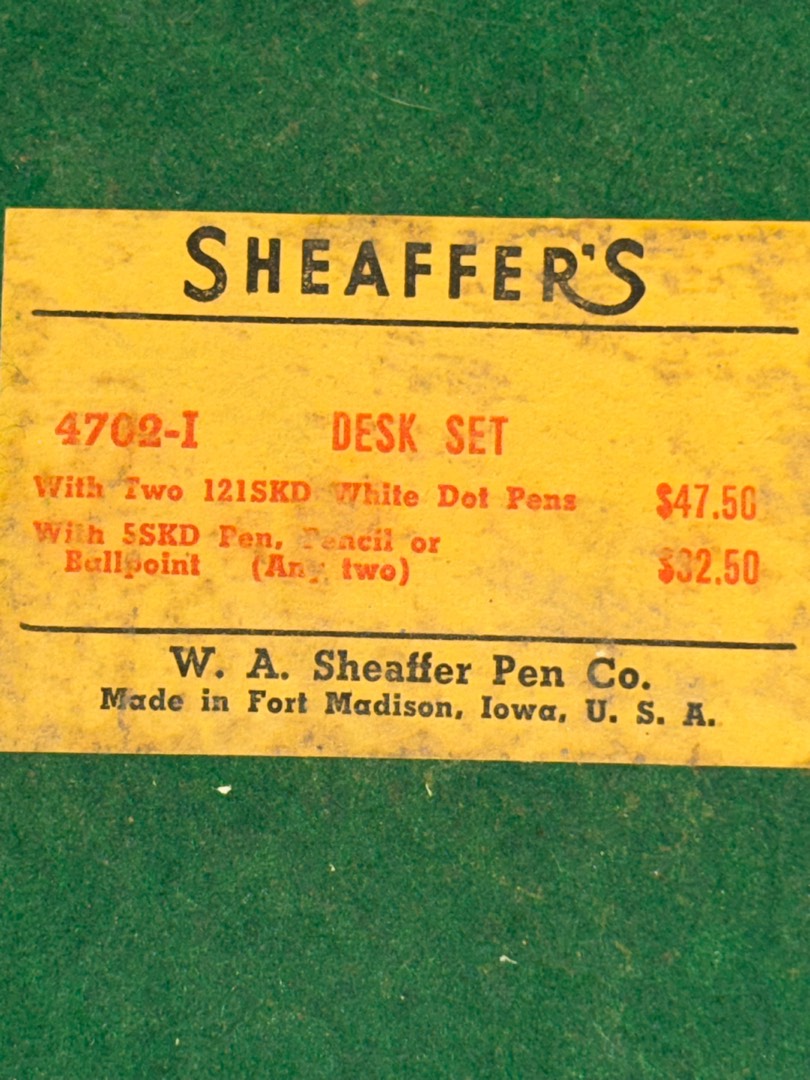 SHEAFFER'S
4702-I DESK SET
With Two 121SKD White Dot Pens $47.50
With 5SKD Pen, Pencil or
Ballpoint (Any two) $32.50
W. A. Sheaffer Pen Co.
Made in Fort Madison, Iowa, U. S. A.